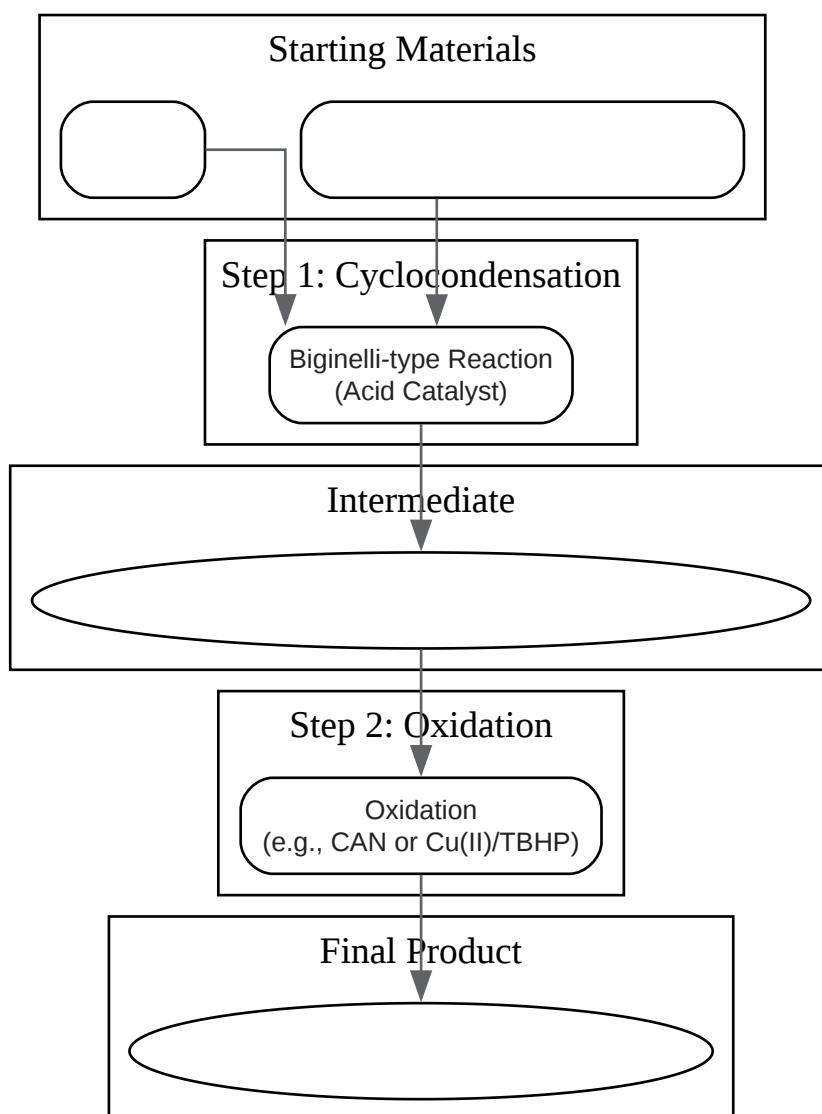 Starting Materials
Step 1: Cyclocondensation
Biginelli-type Reaction
(Acid Catalyst)
Intermediate
Step 2: Oxidation
Oxidation
(e.g., CAN or Cu(II)/TBHP)
Final Product